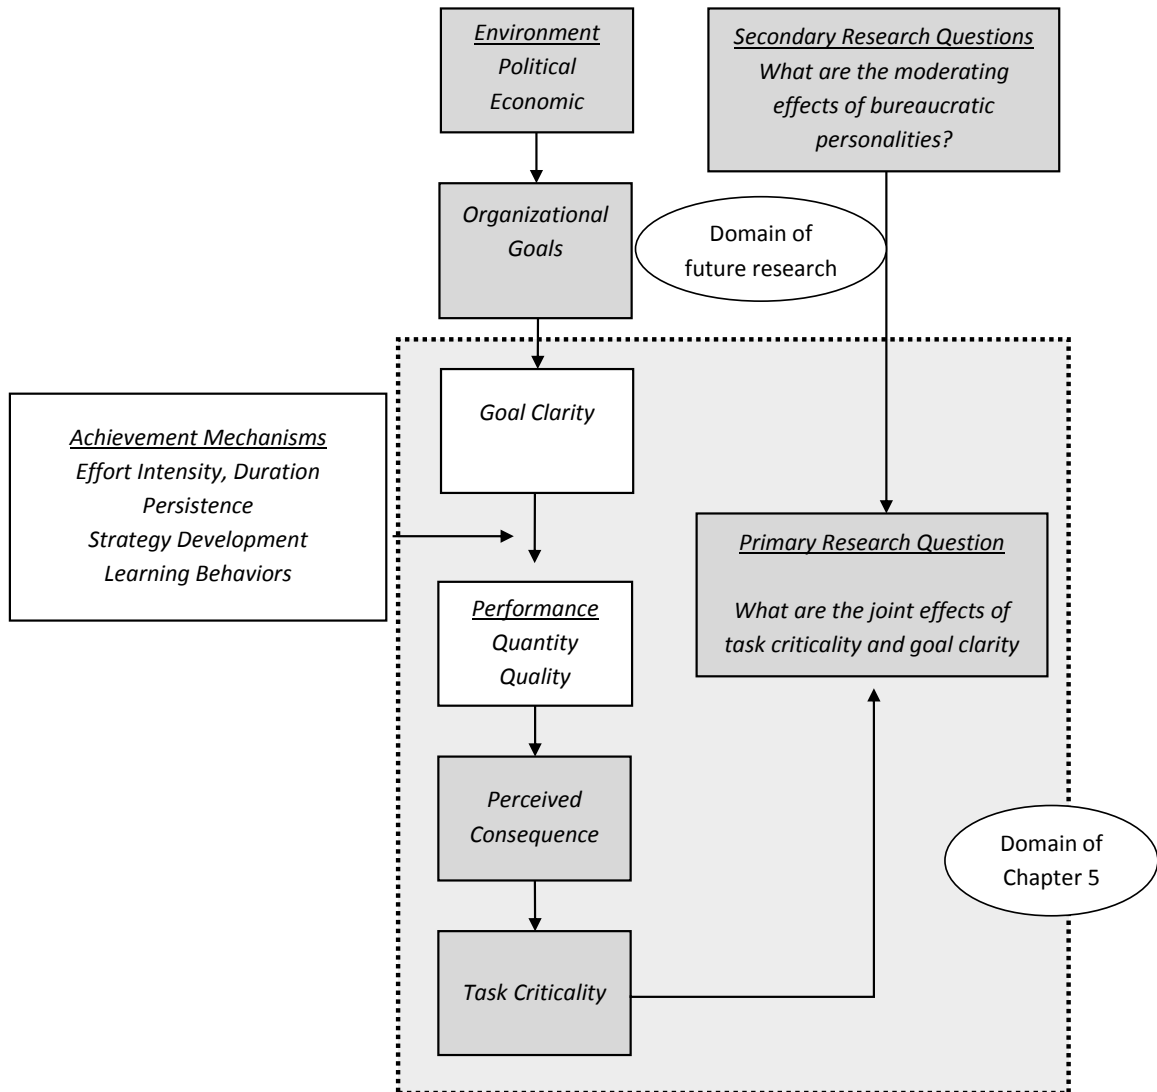 Environment
Political
Economic
Secondary Research Questions
What are the moderating
effects of bureaucratic
personalities?
Organizational
Goals
Domain of
future research
Goal Clarity
Achievement Mechanisms
Effort Intensity, Duration
Persistence
Strategy Development
Learning Behaviors
Primary Research Question
What are the joint effects of
task criticality and goal clarity
Performance
Quantity
Quality
Perceived
Consequence
Domain of
Chapter 5
Task Criticality